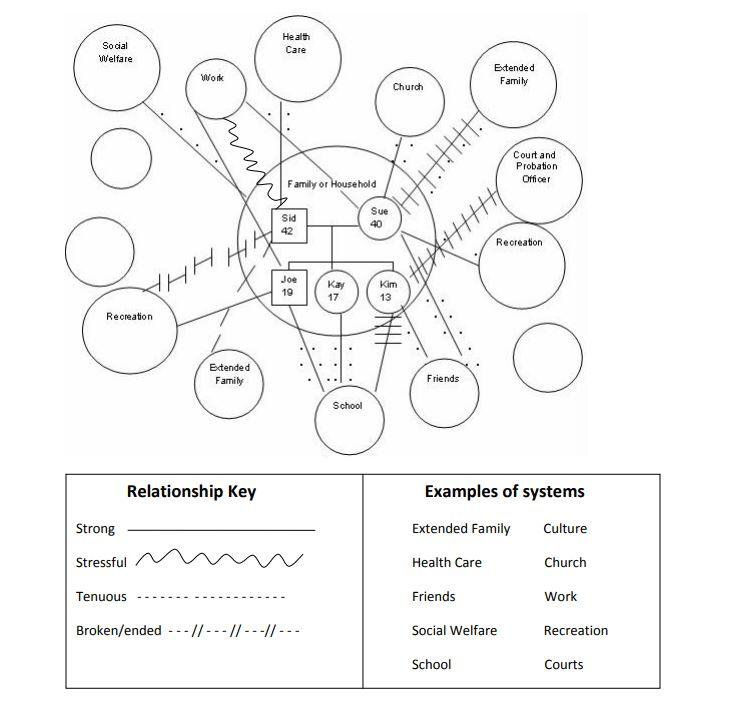 Social
Welfare
Work
Health
Care
Church
Extended
Family
Court and
Probation
Officer
Family or Household
Sid
42
Sue
40
Recreation
Joe
19
Kay
17
Kim
13
Recreation
Extended
Family
School
Friends
Relationship Key
Strong
Stressful
Tenuous
Broken/ended
Examples of systems
Extended Family Culture
Health Care Church
Friends Work
Social Welfare Recreation
School Courts